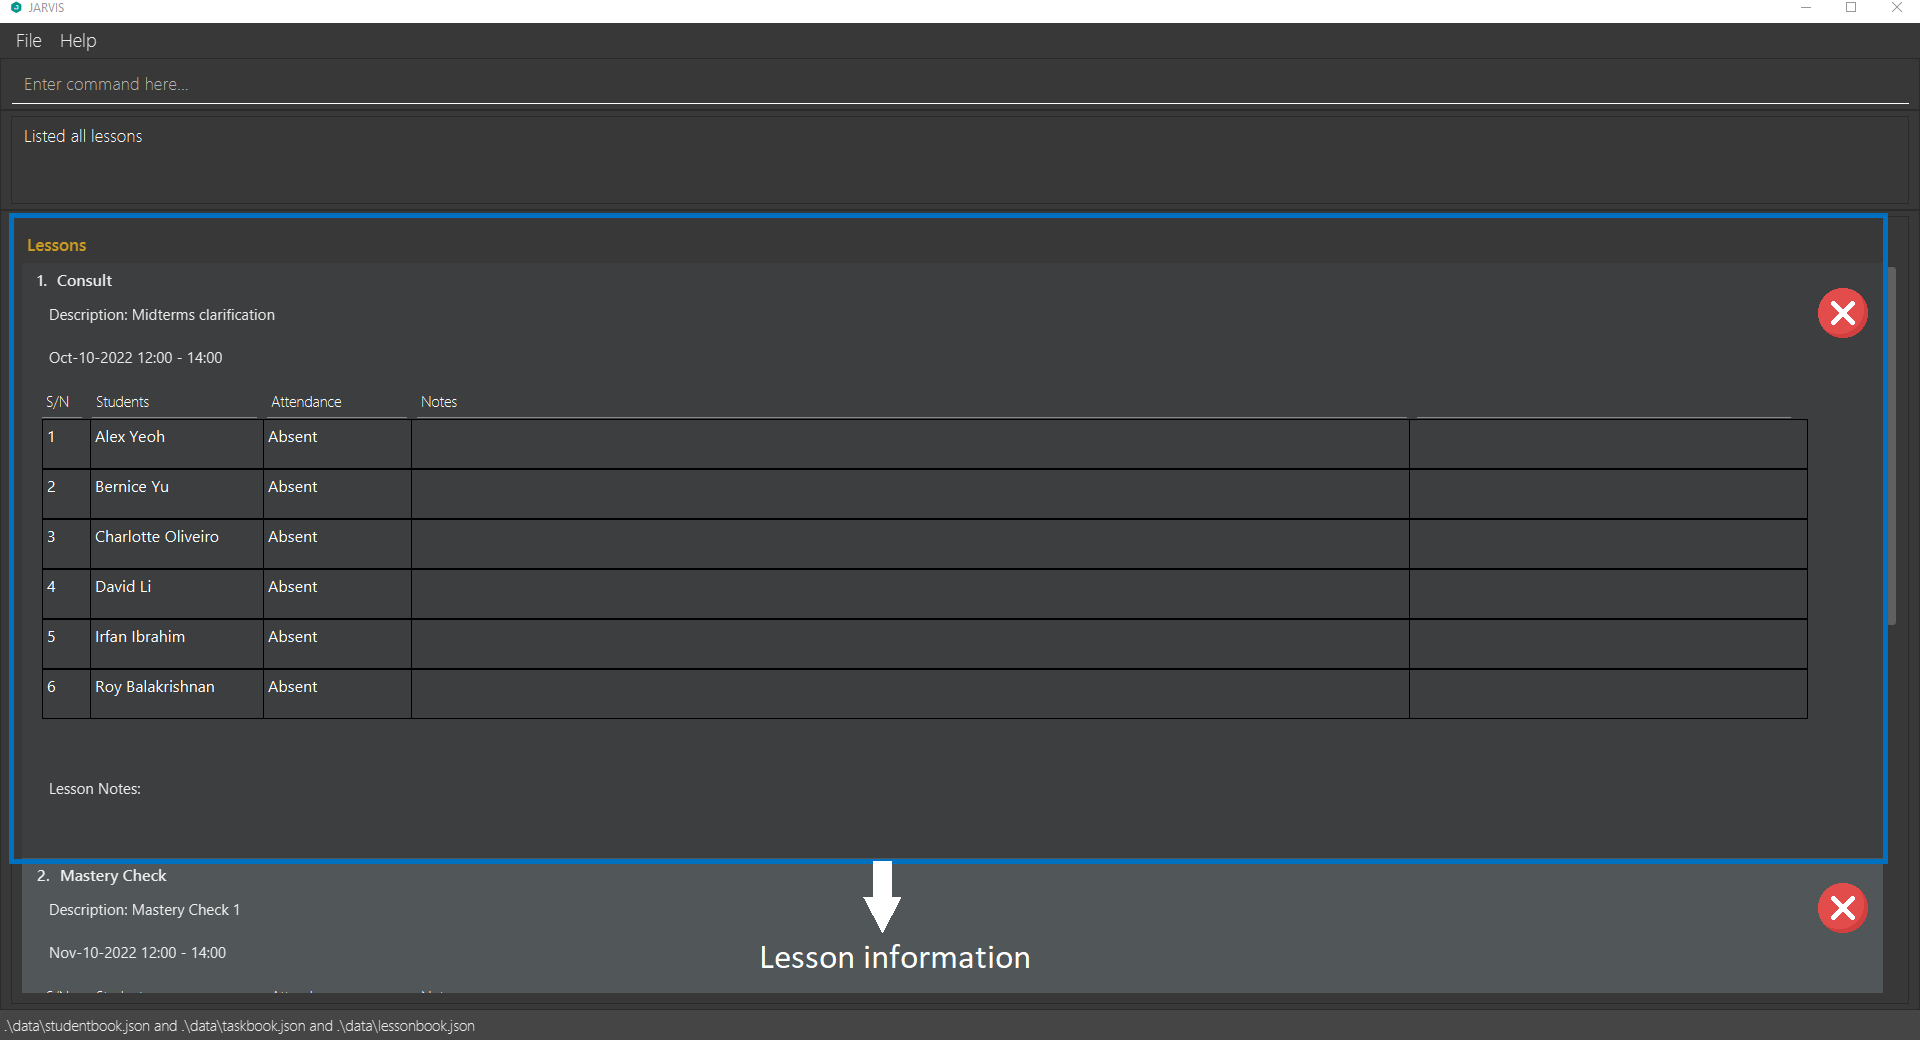 JARVIS
File Help
Enter command here...
Listed all lessons
Lessons
1. Consult
Description: Midterms clarification
Oct-10-2022 12:00 - 14:00
S/N Students Attendance Notes
1 Alex Yeoh Absent
2 Bernice Yu Absent
3 Charlotte Oliveiro Absent
4 David Li Absent
5 Irfan Ibrahim Absent
6 Roy Balakrishnan Absent
Lesson Notes:
2. Mastery Check
Description: Mastery Check 1
Nov-10-2022 12:00 - 14:00
Lesson information
.\data\studentbook.json and .\data\taskbook.json and .\data\lessonbook.json